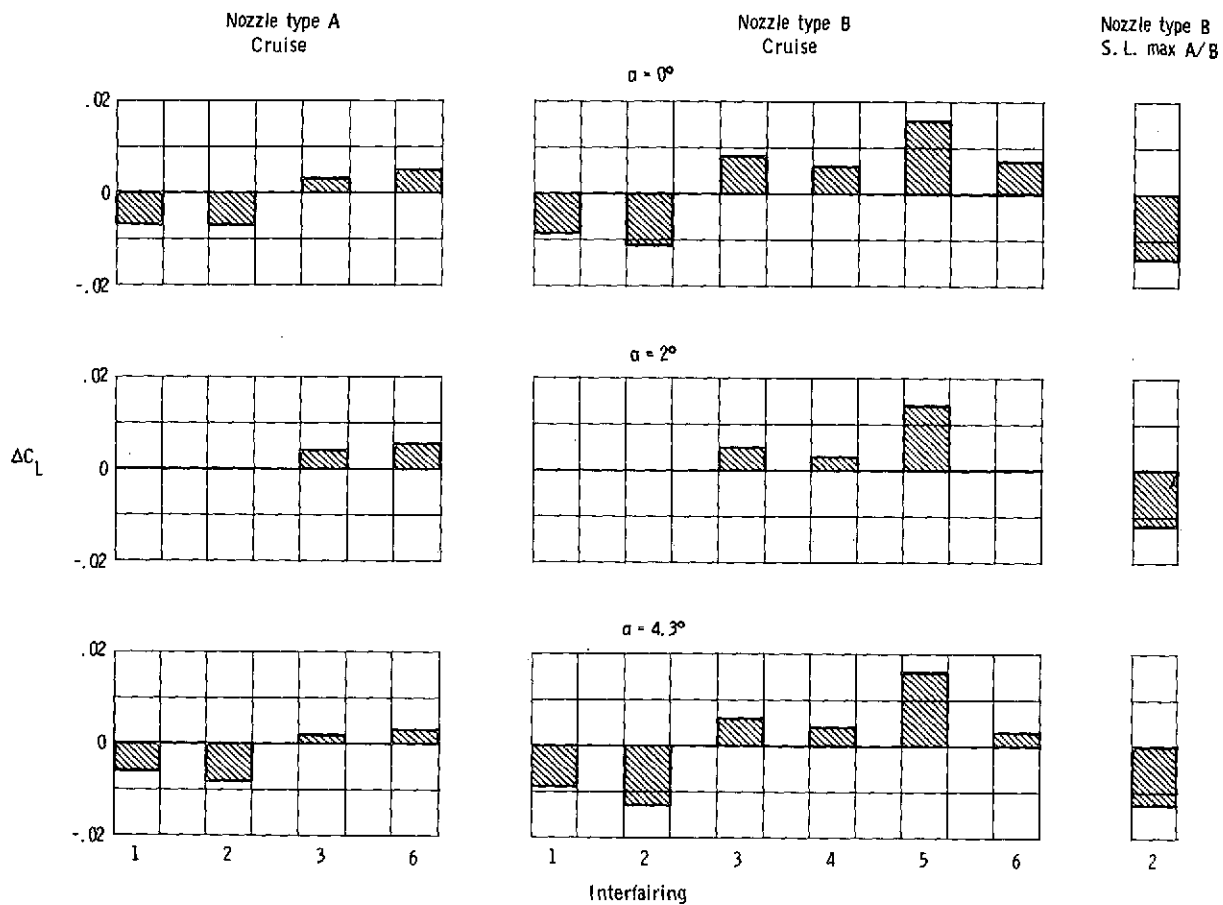 Nozzle type A
Cruise
Nozzle type B
Cruise
Nozzle type B
S. L. max A/B
α = 0°
.02
0
-.02
α = 2°
.02
ΔC_L
0
-.02
α = 4.3°
.02
0
-.02
1 2 3 6 1 2 3 4 5 6 2
Interfairing